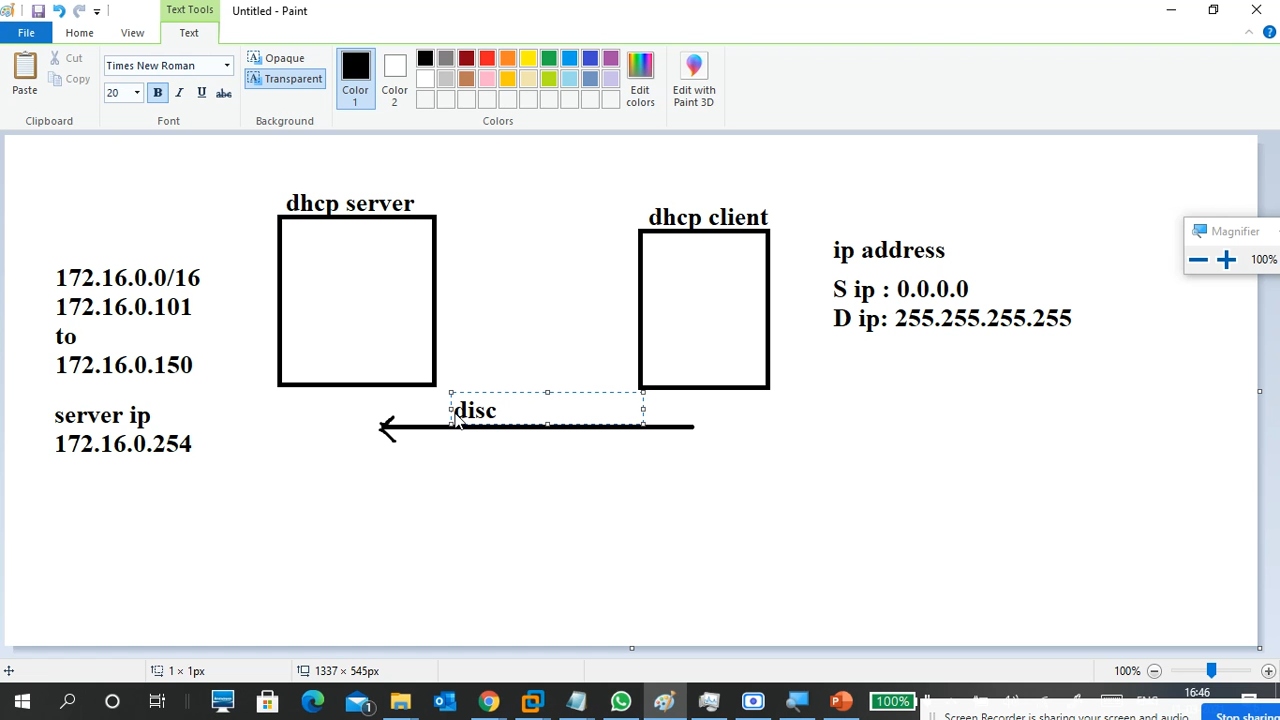 Text Tools
Untitled - Paint
File
Home
View
Text
Paste
Cut
Copy
Clipboard
Times New Roman
20
B
I
U
abc
Font
Opaque
Transparent
Background
Color 1
Color 2
Edit colors
Colors
Edit with Paint 3D
dhcp server
dhcp client
172.16.0.0/16
172.16.0.101
to
172.16.0.150
server ip
172.16.0.254
ip address
S ip : 0.0.0.0
D ip: 255.255.255.255
disc
Magnifier
100%
1 × 1px
1337 × 545px
100%
1
100%
16:46
Screen Recorder is sharing your screen and audio
Stop sharing